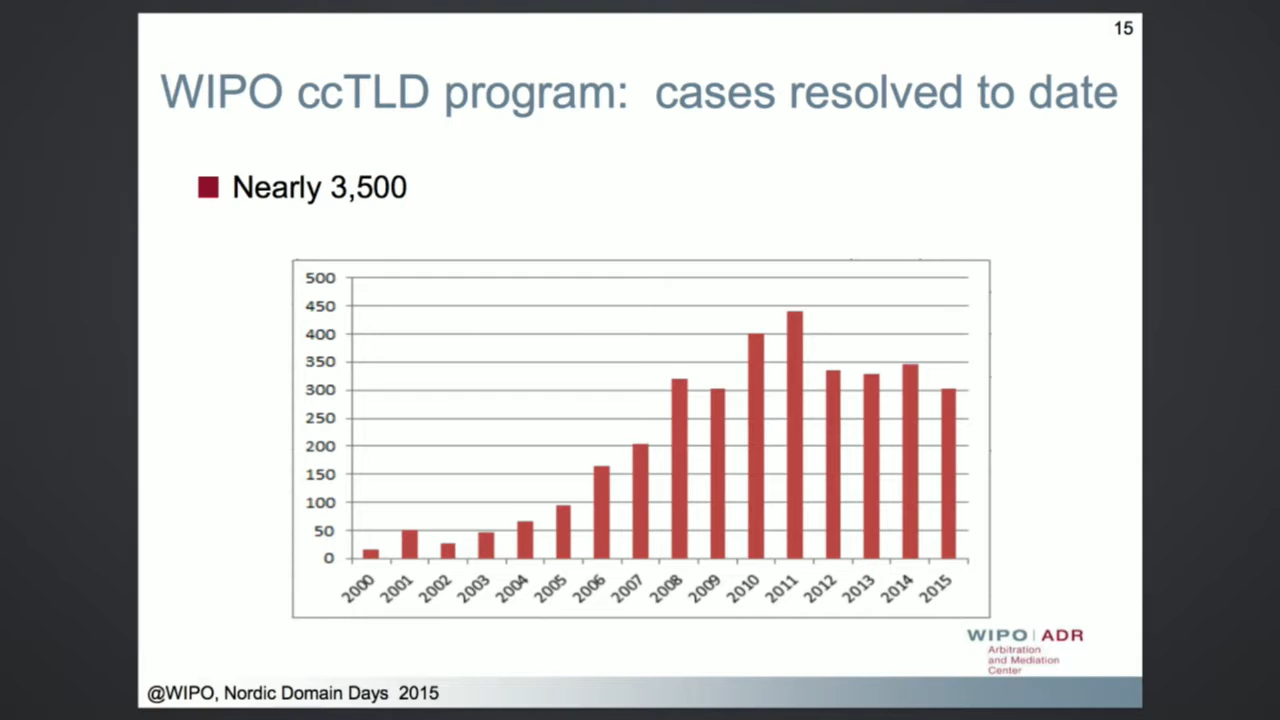 15
WIPO ccTLD program: cases resolved to date
Nearly 3,500
500
450
400
350
300
250
200
150
100
50
0
2000 2001 2002 2003 2004 2005 2006 2007 2008 2009 2010 2011 2012 2013 2014 2015
WIPO | ADR
Arbitration
and Mediation
Center
@WIPO, Nordic Domain Days 2015